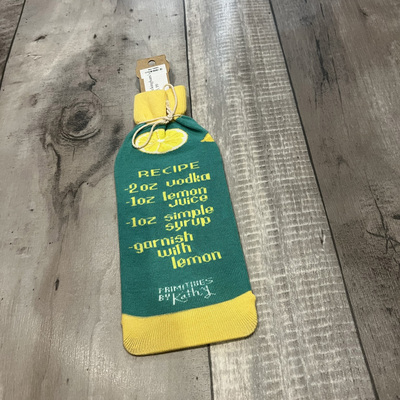 RECIPE
-2oz vodka
-1oz lemon
juice
-1oz simple
syrup
-garnish
with
lemon
PRIMITIVES
BY Kathy